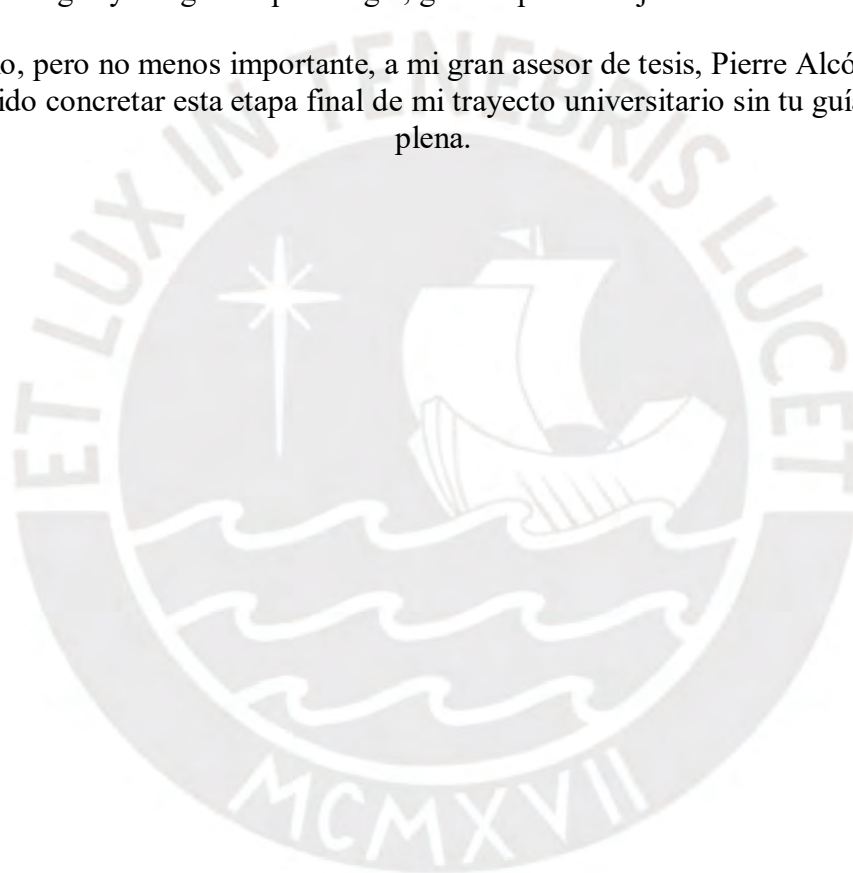 o, pero no menos importante, a mi gran asesor de tesis, Pierre Alcó
ido concretar esta etapa final de mi trayecto universitario sin tu guí
plena.
ET LUX IN TENEBRIS LUCET
MCMXVII